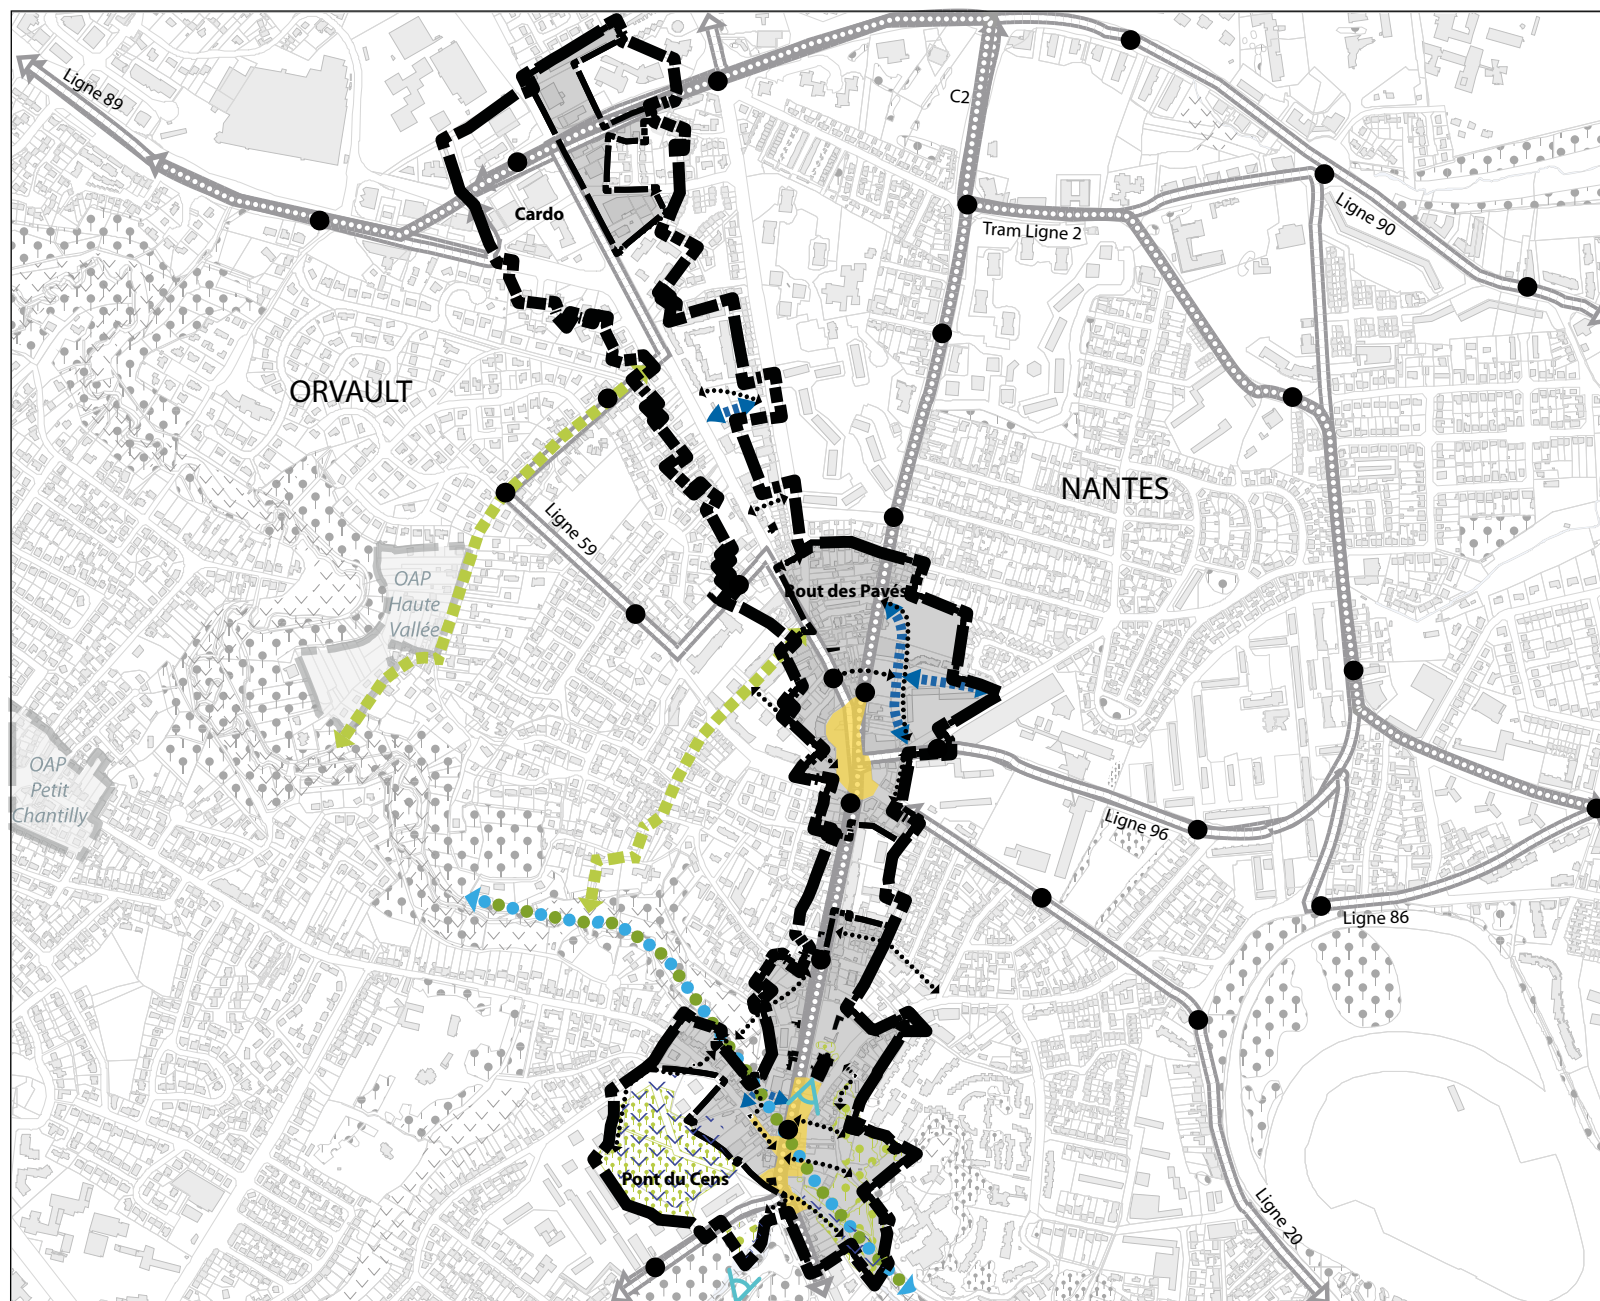 Ligne 89
C2
Cardo
Tram Ligne 2
Ligne 90
ORVAULT
NANTES
Ligne 59
OAP
Haute
Vallée
Bout des Pavés
OAP
Petit
Chantilly
Ligne 96
Ligne 86
Pont du Cens
Ligne 20